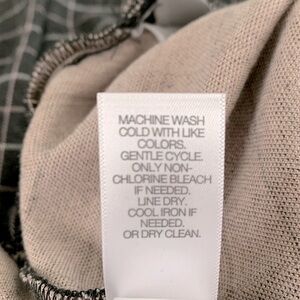 MACHINE WASH
COLD WITH LIKE
COLORS.
GENTLE CYCLE.
ONLY NON-
CHLORINE BLEACH
IF NEEDED.
LINE DRY.
COOL IRON IF
NEEDED.
OR DRY CLEAN.